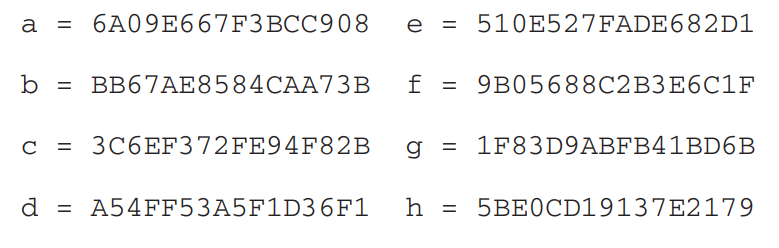 a = 6A09E667F3BCC908 e = 510E527FADE682D1
b = BB67AE8584CAA73B f = 9B05688C2B3E6C1F
c = 3C6EF372FE94F82B g = 1F83D9ABFB41BD6B
d = A54FF53A5F1D36F1 h = 5BE0CD19137E2179